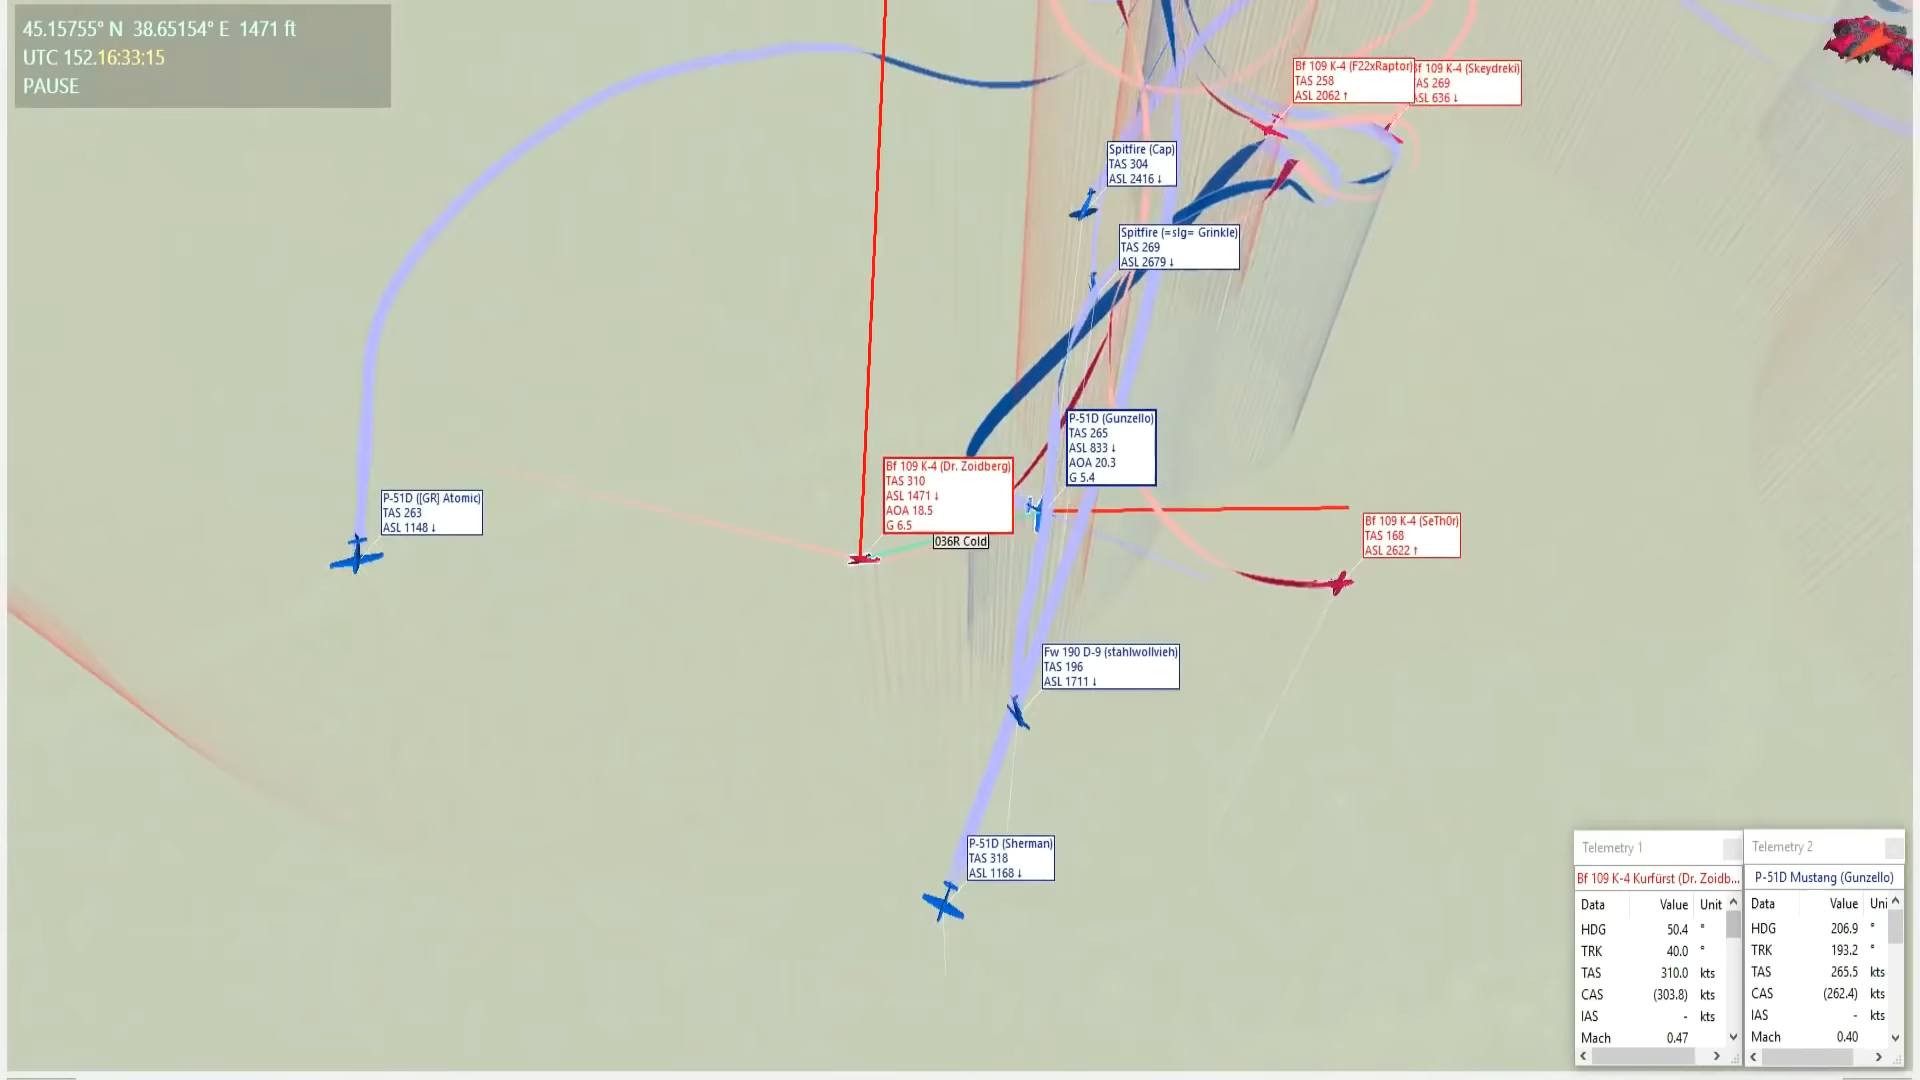 45.15755° N 38.65154° E 1471 ft
UTC 152.16:33:15
PAUSE
Bf 109 K-4 (F22xRaptor)
TAS 258
ASL 2062 ↑
Bf 109 K-4 (Skeydreki)
TAS 269
ASL 636 ↓
Spitfire (Cap)
TAS 304
ASL 2416 ↓
Spitfire (=slg= Grinkle)
TAS 269
ASL 2679 ↓
P-51D (Gunzello)
TAS 265
ASL 833 ↓
AOA 20.3
G 5.4
Bf 109 K-4 (Dr. Zoidberg)
TAS 310
ASL 1471 ↓
AOA 18.5
G 6.5
036R Cold
P-51D ([GR] Atomic)
TAS 263
ASL 1148 ↓
Bf 109 K-4 (SeTh0r)
TAS 168
ASL 2622 ↑
Fw 190 D-9 (stahlwollvieh)
TAS 196
ASL 1711 ↓
P-51D (Sherman)
TAS 318
ASL 1168 ↓
Telemetry 1
Bf 109 K-4 Kurfürst (Dr. Zoidb...
Data Value Unit
HDG 50.4 °
TRK 40.0 °
TAS 310.0 kts
CAS (303.8) kts
IAS - kts
Mach 0.47
Telemetry 2
P-51D Mustang (Gunzello)
Data Value Uni
HDG 206.9 °
TRK 193.2 °
TAS 265.5 kts
CAS (262.4) kts
IAS - kts
Mach 0.40